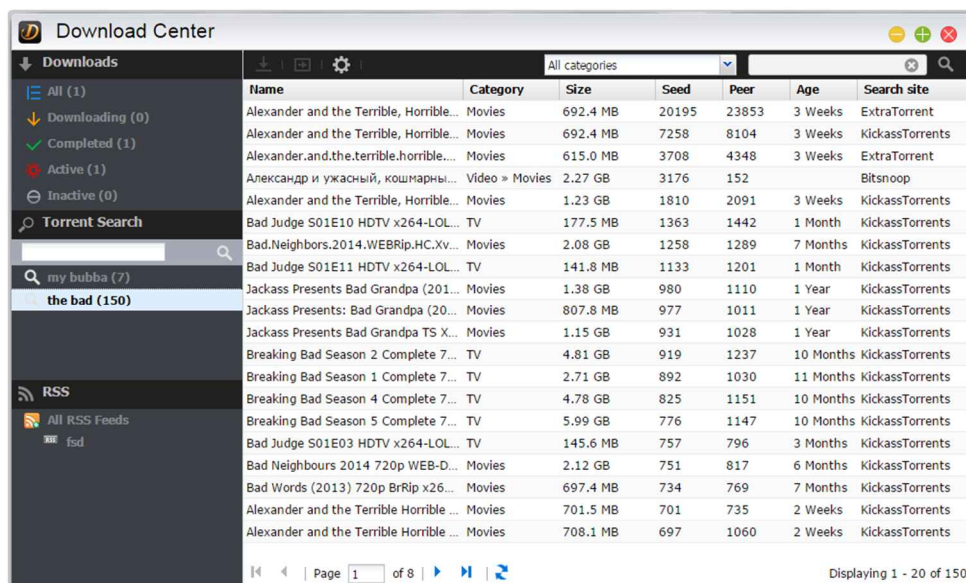 Download Center
Downloads
All (1)
Downloading (0)
Completed (1)
Active (1)
Inactive (0)
Torrent Search
my bubba (7)
the bad (150)
RSS
All RSS Feeds
RSS fsd
All categories
Name Category Size Seed Peer Age Search site
Alexander and the Terrible, Horrible... Movies 692.4 MB 20195 23853 3 Weeks ExtraTorrent
Alexander and the Terrible, Horrible... Movies 692.4 MB 7258 8104 3 Weeks KickassTorrents
Alexander.and.the.terrible.horrible.... Movies 615.0 MB 3708 4348 3 Weeks ExtraTorrent
Александр и ужасный, кошмарны... Video » Movies 2.27 GB 3176 152 Bitsnoop
Alexander and the Terrible, Horrible... Movies 1.23 GB 1810 2091 3 Weeks KickassTorrents
Bad Judge S01E10 HDTV x264-LOL... TV 177.5 MB 1363 1442 1 Month KickassTorrents
Bad.Neighbors.2014.WEBRip.HC.Xv... Movies 2.08 GB 1258 1289 7 Months KickassTorrents
Bad Judge S01E11 HDTV x264-LOL... TV 141.8 MB 1133 1201 1 Month KickassTorrents
Jackass Presents Bad Grandpa (201... Movies 1.38 GB 980 1110 1 Year KickassTorrents
Jackass Presents: Bad Grandpa (20... Movies 807.8 MB 977 1011 1 Year KickassTorrents
Jackass Presents Bad Grandpa TS X... Movies 1.15 GB 931 1028 1 Year KickassTorrents
Breaking Bad Season 2 Complete 7... TV 4.81 GB 919 1237 10 Months KickassTorrents
Breaking Bad Season 1 Complete 7... TV 2.71 GB 892 1030 11 Months KickassTorrents
Breaking Bad Season 4 Complete 7... TV 4.78 GB 825 1151 10 Months KickassTorrents
Breaking Bad Season 5 Complete 7... TV 5.99 GB 776 1147 10 Months KickassTorrents
Bad Judge S01E03 HDTV x264-LOL... TV 145.6 MB 757 796 3 Months KickassTorrents
Bad Neighbours 2014 720p WEB-D... Movies 2.12 GB 751 817 6 Months KickassTorrents
Bad Words (2013) 720p BrRip x26... Movies 697.4 MB 734 769 7 Months KickassTorrents
Alexander and the Terrible Horrible ... Movies 701.5 MB 701 735 2 Weeks KickassTorrents
Alexander and the Terrible Horrible ... Movies 708.1 MB 697 1060 2 Weeks KickassTorrents
Page 1 of 8 Displaying 1 - 20 of 150